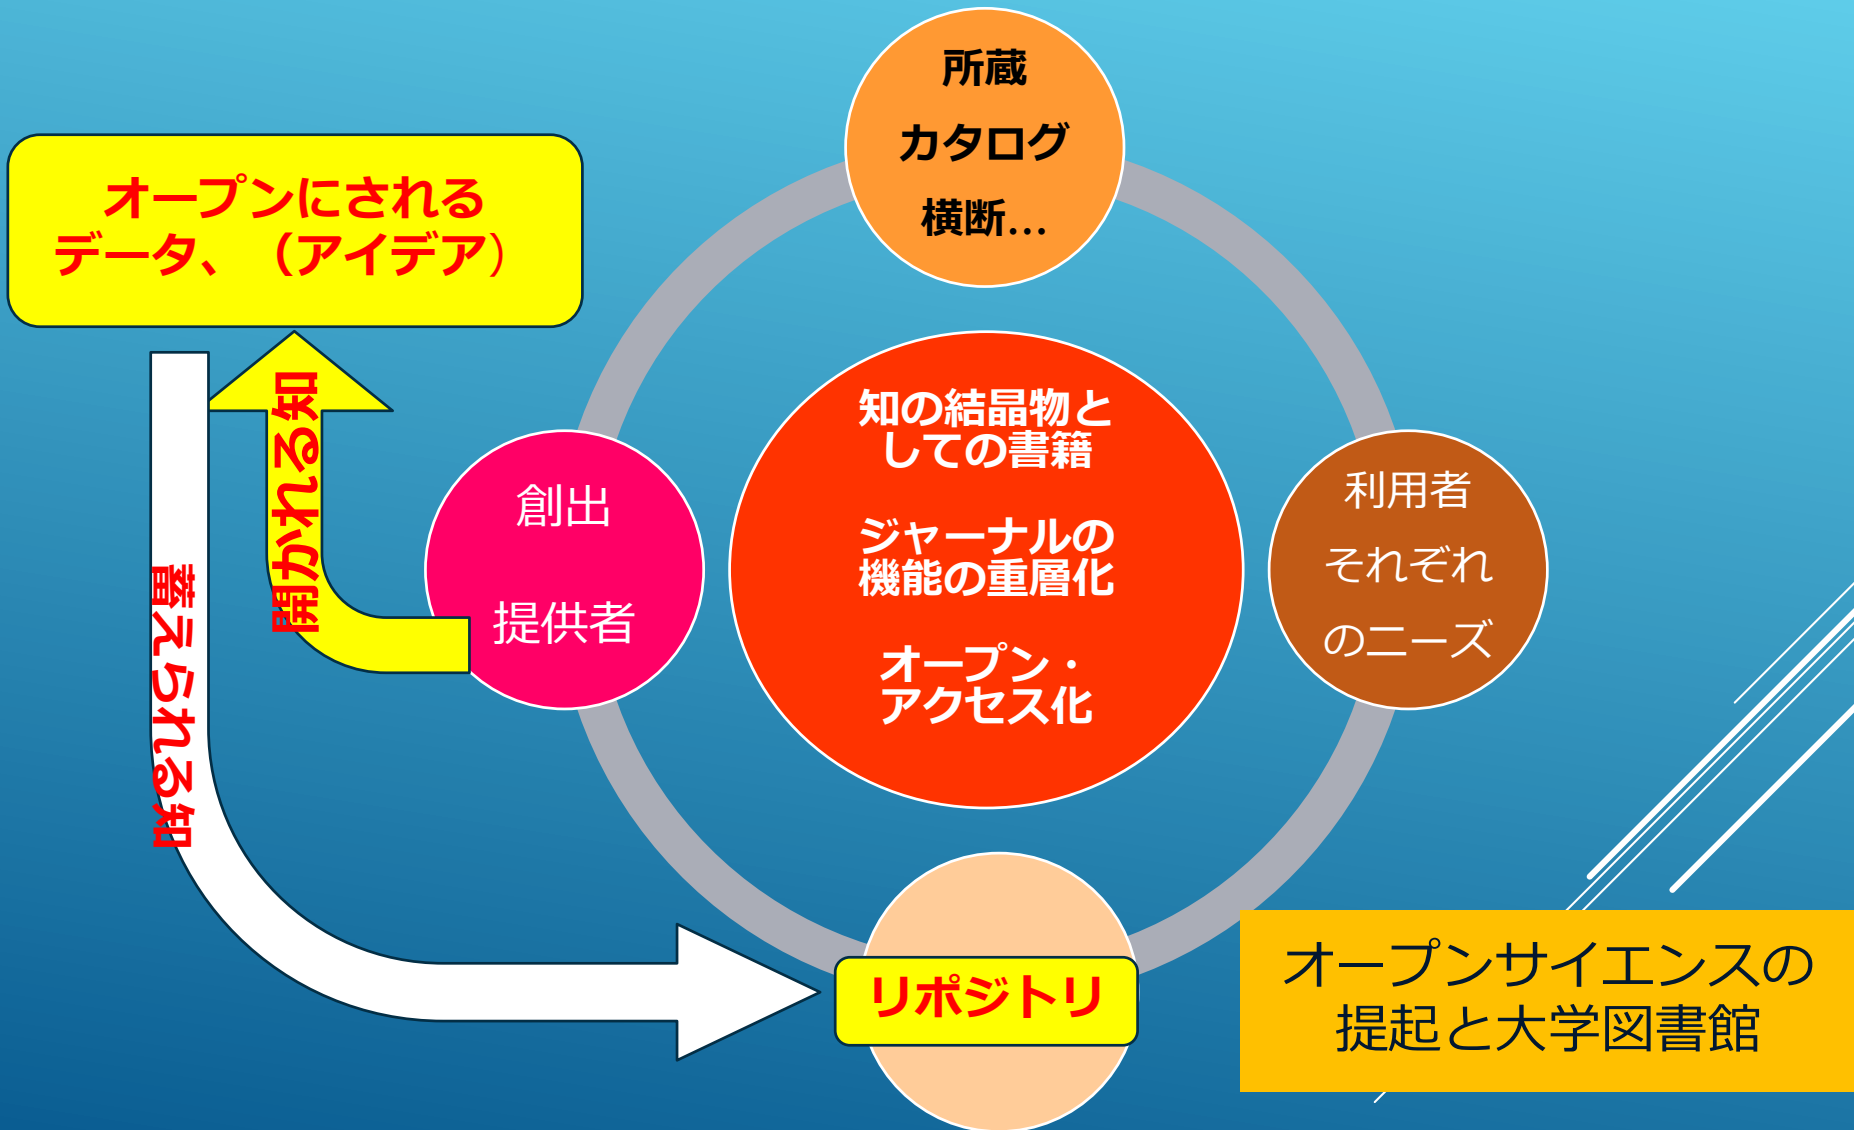 所蔵
カタログ
横断…
オープンにされる
データ、（アイデア）
開かれる知
蓄えられる知
創出
提供者
知の結晶物と
しての書籍
ジャーナルの
機能の重層化
オープン・
アクセス化
利用者
それぞれ
のニーズ
リポジトリ
オープンサイエンスの
提起と大学図書館